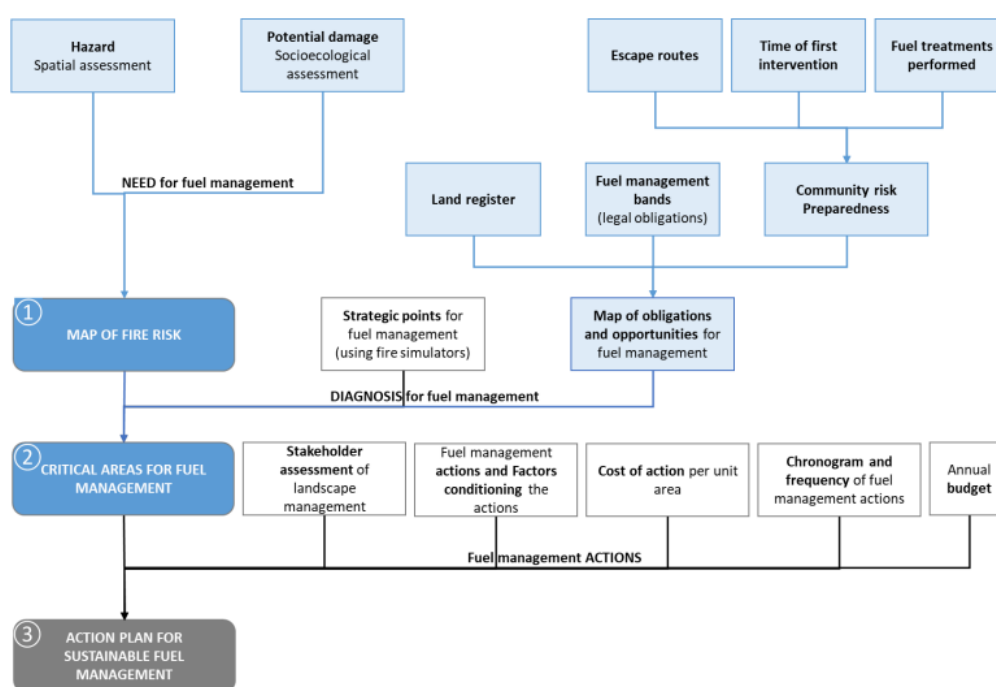 Hazard
Spatial assessment
Potential damage
Socioecological
assessment
Escape routes
Time of first
intervention
Fuel treatments
performed
NEED for fuel management
Land register
Fuel management
bands
(legal obligations)
Community risk
Preparedness
1
MAP OF FIRE RISK
Strategic points for
fuel management
(using fire simulators)
Map of obligations
and opportunities for
fuel management
DIAGNOSIS for fuel management
2
CRITICAL AREAS FOR FUEL
MANAGEMENT
Stakeholder
assessment of
landscape
management
Fuel management
actions and Factors
conditioning the
actions
Cost of action per unit
area
Chronogram and
frequency of fuel
management actions
Annual
budget
Fuel management ACTIONS
3
ACTION PLAN FOR
SUSTAINABLE FUEL
MANAGEMENT